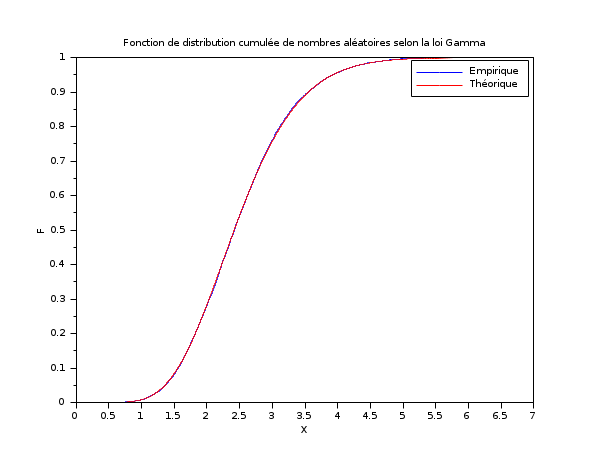 Fonction de distribution cumulée de nombres aléatoires selon la loi Gamma
1
0.9
0.8
0.7
0.6
0.5
0.4
0.3
0.2
0.1
0
F
Empirique
Théorique
0 0.5 1 1.5 2 2.5 3 3.5 4 4.5 5 5.5 6 6.5 7
X